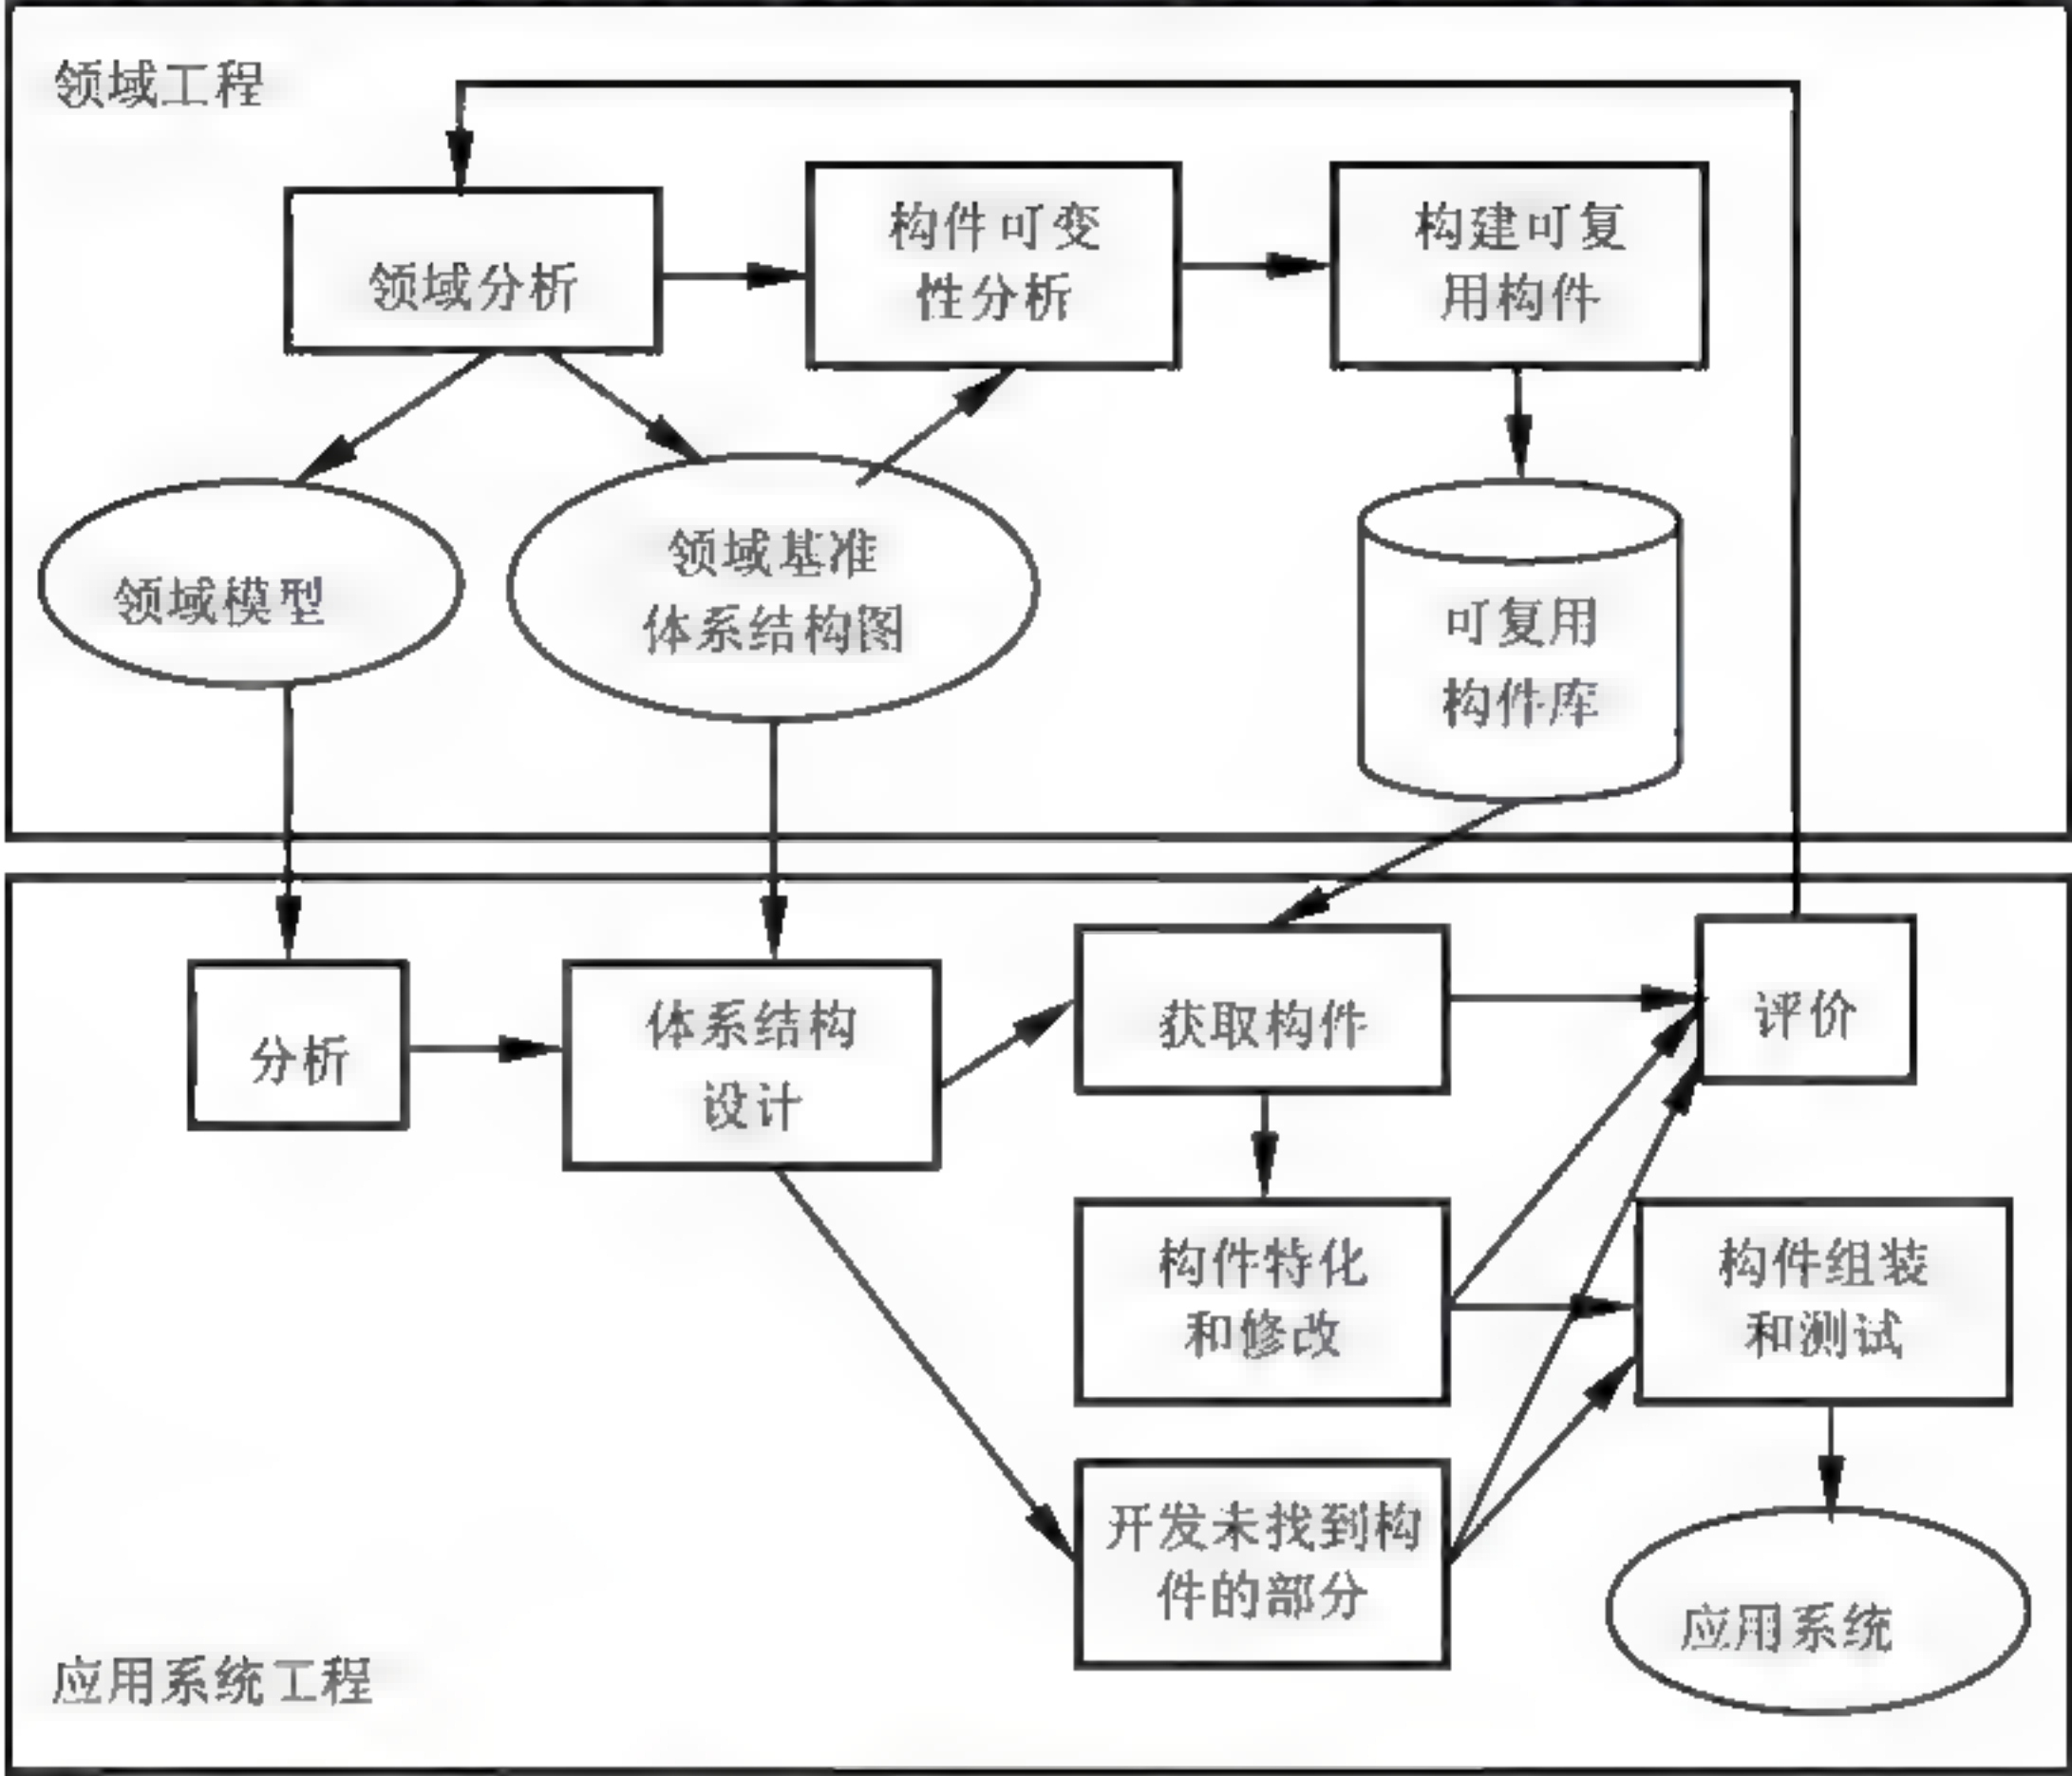 领域工程
领域分析
构件可变
性分析
构建可复
用构件
领域模型
领域基准
体系结构图
可复用
构件库
分析
体系结构
设计
获取构件
评价
构件特化
和修改
构件组装
和测试
开发未找到构
件的部分
应用系统
应用系统工程